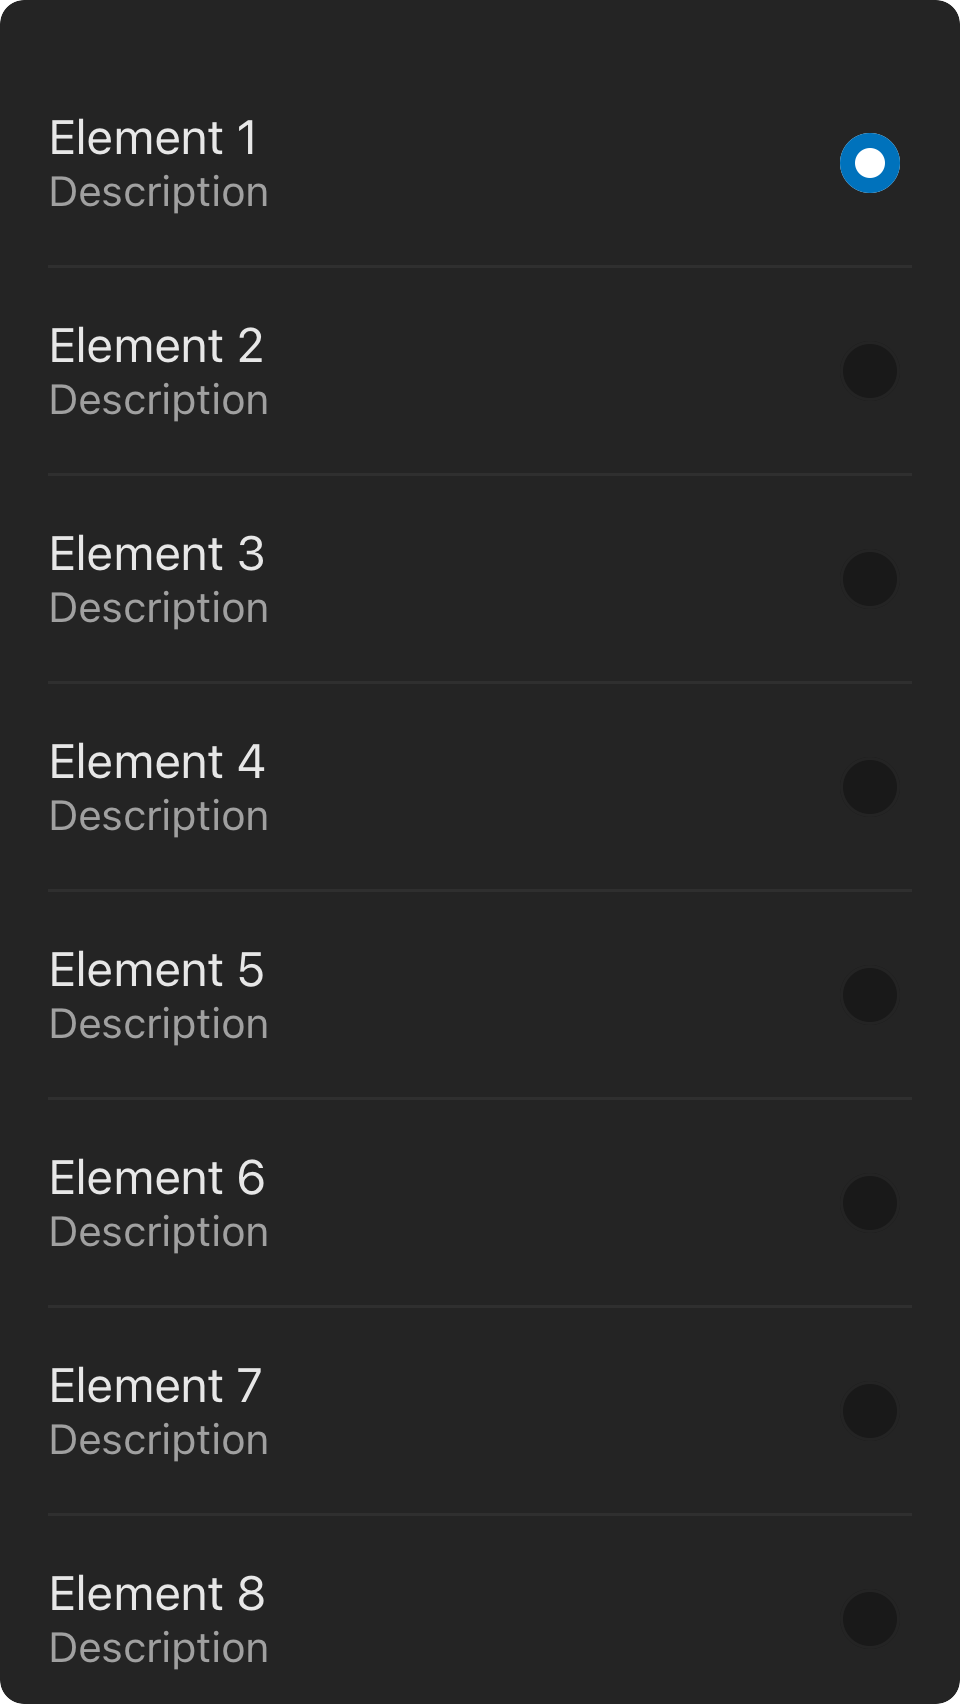 Element 1
Description
Element 2
Description
Element 3
Description
Element 4
Description
Element 5
Description
Element 6
Description
Element 7
Description
Element 8
Description